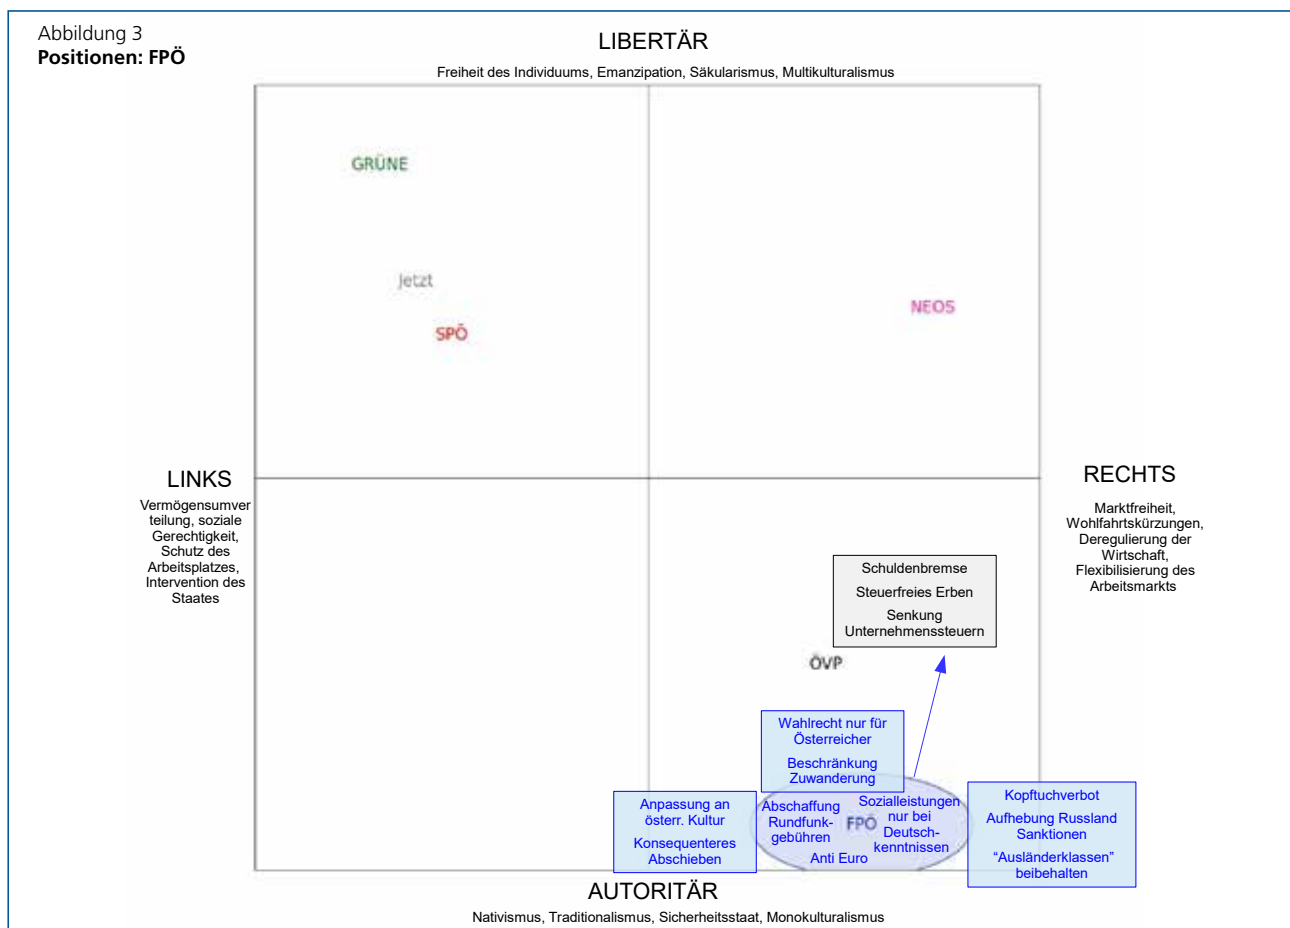 Abbildung 3
Positionen: FPÖ
LIBERTÄR
Freiheit des Individuums, Emanzipation, Säkularismus, Multikulturalismus
GRÜNE
Jetzt
SPÖ
NEOS
LINKS
Vermögensumver
teilung, soziale
Gerechtigkeit,
Schutz des
Arbeitsplatzes,
Intervention des
Staates
RECHTS
Marktfreiheit,
Wohlfahrtskürzungen,
Deregulierung der
Wirtschaft,
Flexibilisierung des
Arbeitsmarkts
Schuldenbremse
Steuerfreies Erben
Senkung
Unternehmenssteuern
ÖVP
Wahlrecht nur für
Österreicher
Beschränkung
Zuwanderung
Anpassung an
österr. Kultur
Konsequenteres
Abschieben
Abschaffung
Rundfunk-
gebühren
FPÖ
Sozialleistungen
nur bei
Deutsch-
kenntnissen
Anti Euro
Kopftuchverbot
Aufhebung Russland
Sanktionen
“Ausländerklassen”
beibehalten
AUTORITÄR
Nativismus, Traditionalismus, Sicherheitsstaat, Monokulturalismus